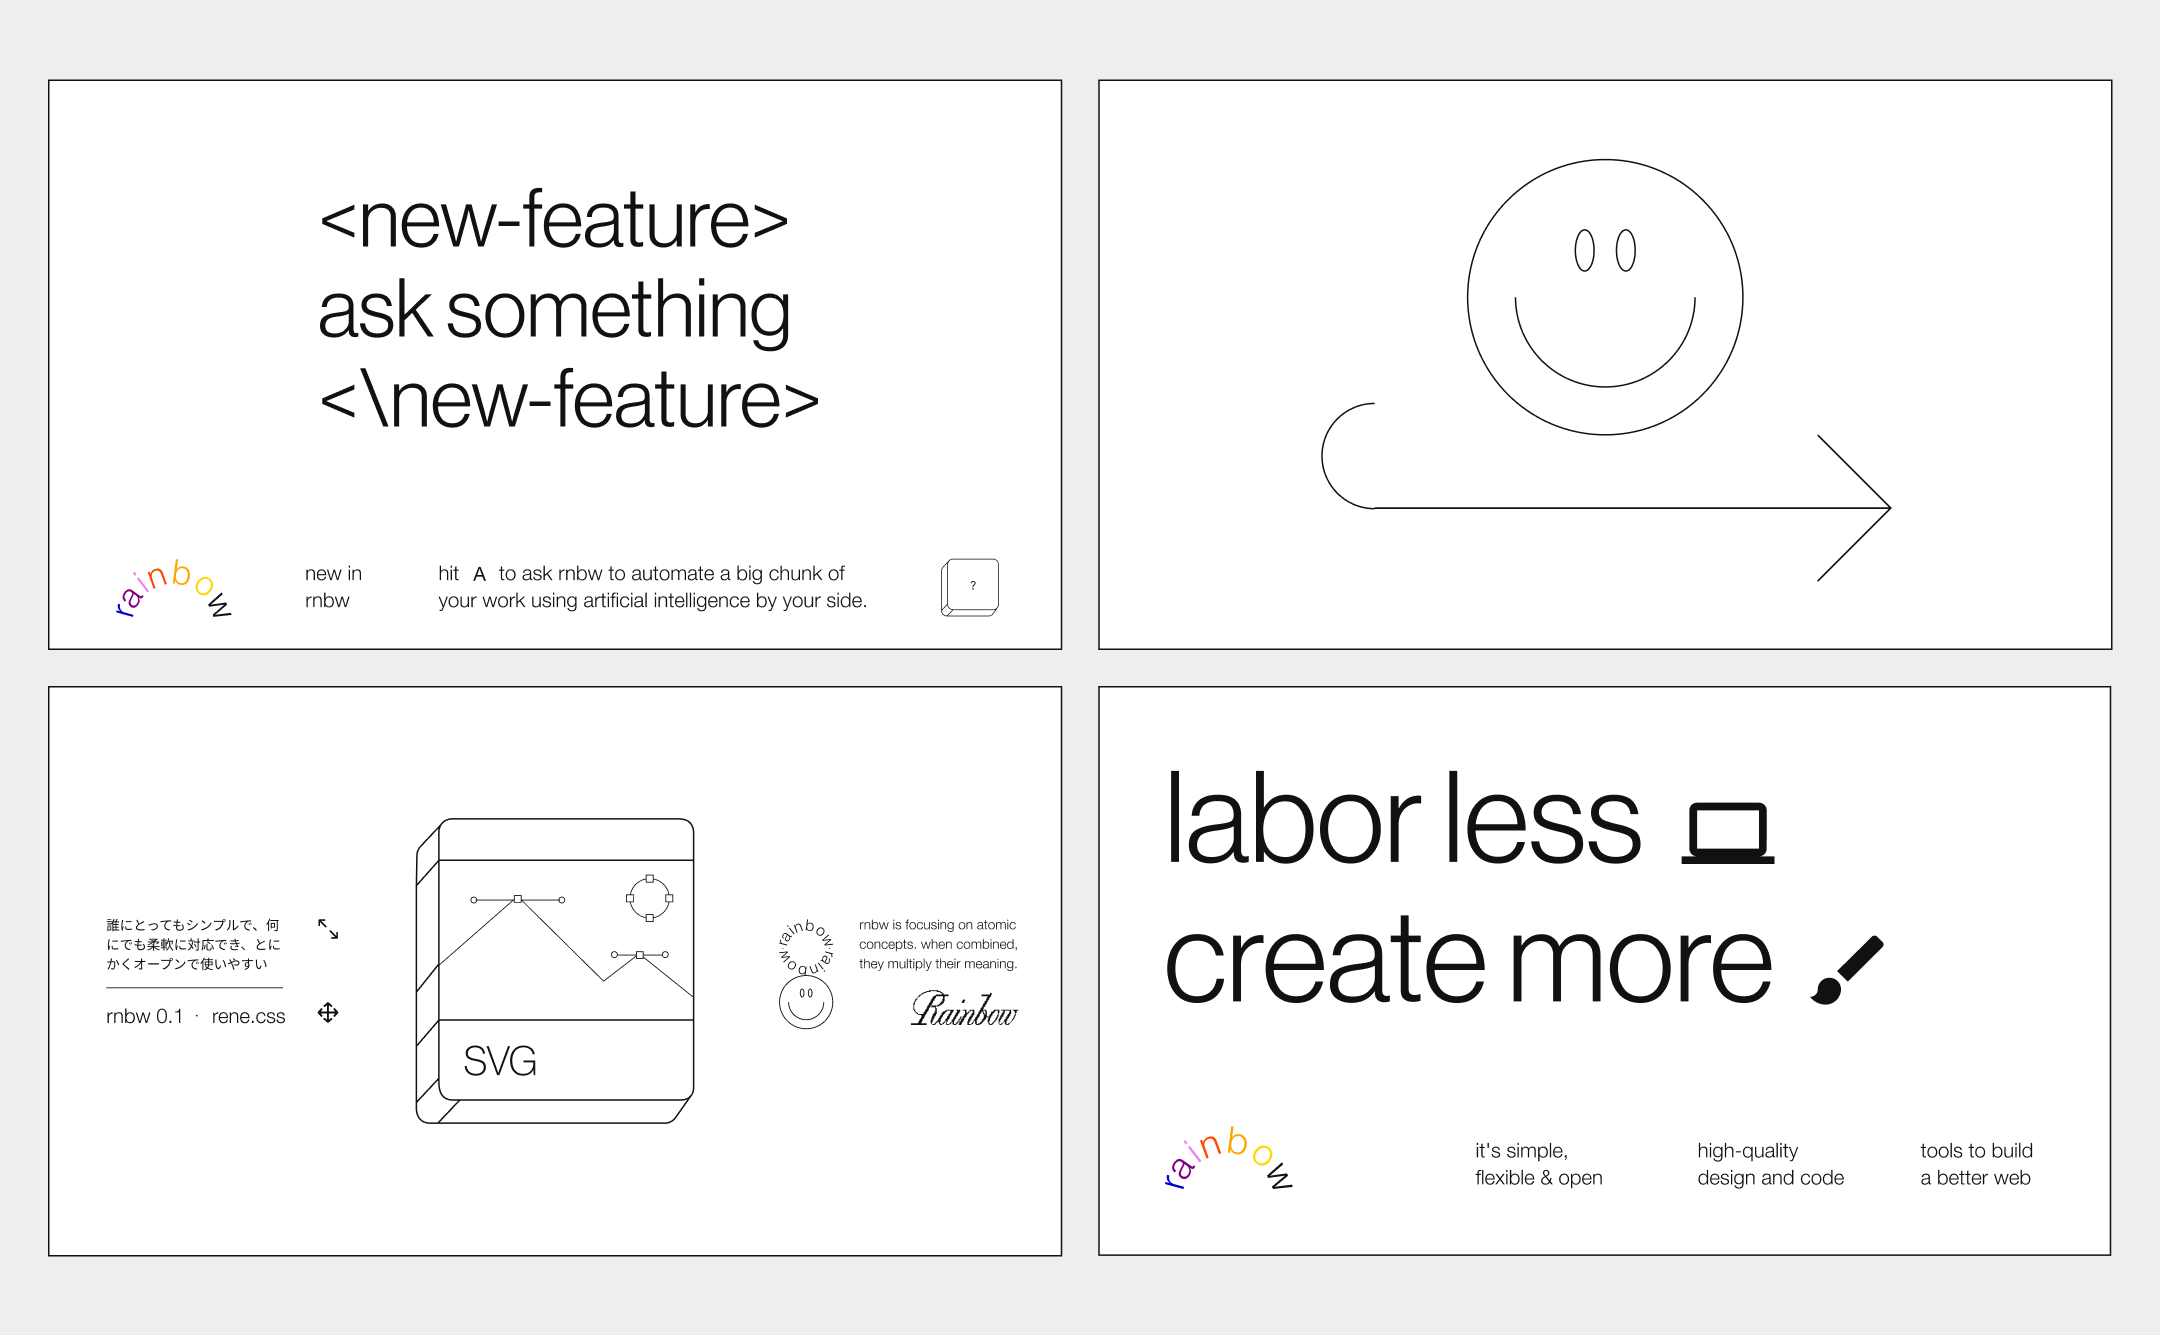 <new-feature>
ask something
<\new-feature>
rainbow
new in
rnbw
hit A to ask rnbw to automate a big chunk of
your work using artificial intelligence by your side.
?
誰にとってもシンプルで、何
にでも柔軟に対応でき、とに
かくオープンで使いやすい
rnbw 0.1 · rene.css
SVG
rainbow·rainbow·
rnbw is focusing on atomic
concepts. when combined,
they multiply their meaning.
Rainbow
labor less
create more
rainbow
it's simple,
flexible & open
high-quality
design and code
tools to build
a better web